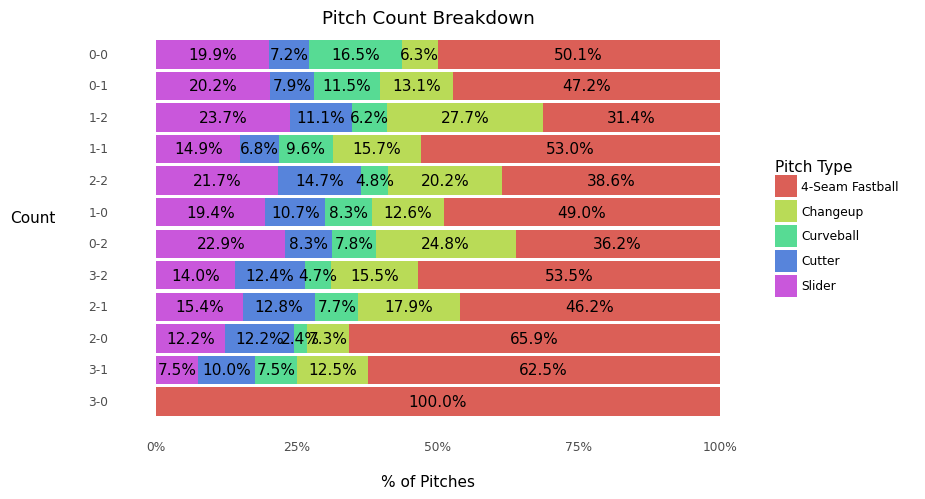 Pitch Count Breakdown
0-0 19.9% 7.2% 16.5% 6.3% 50.1%
0-1 20.2% 7.9% 11.5% 13.1% 47.2%
1-2 23.7% 11.1% 6.2% 27.7% 31.4%
1-1 14.9% 6.8% 9.6% 15.7% 53.0%
2-2 21.7% 14.7% 4.8% 20.2% 38.6%
1-0 19.4% 10.7% 8.3% 12.6% 49.0%
0-2 22.9% 8.3% 7.8% 24.8% 36.2%
3-2 14.0% 12.4% 4.7% 15.5% 53.5%
2-1 15.4% 12.8% 7.7% 17.9% 46.2%
2-0 12.2% 12.2% 2.4% 7.3% 65.9%
3-1 7.5% 10.0% 7.5% 12.5% 62.5%
3-0 100.0%
Count
0% 25% 50% 75% 100%
% of Pitches
Pitch Type
4-Seam Fastball
Changeup
Curveball
Cutter
Slider